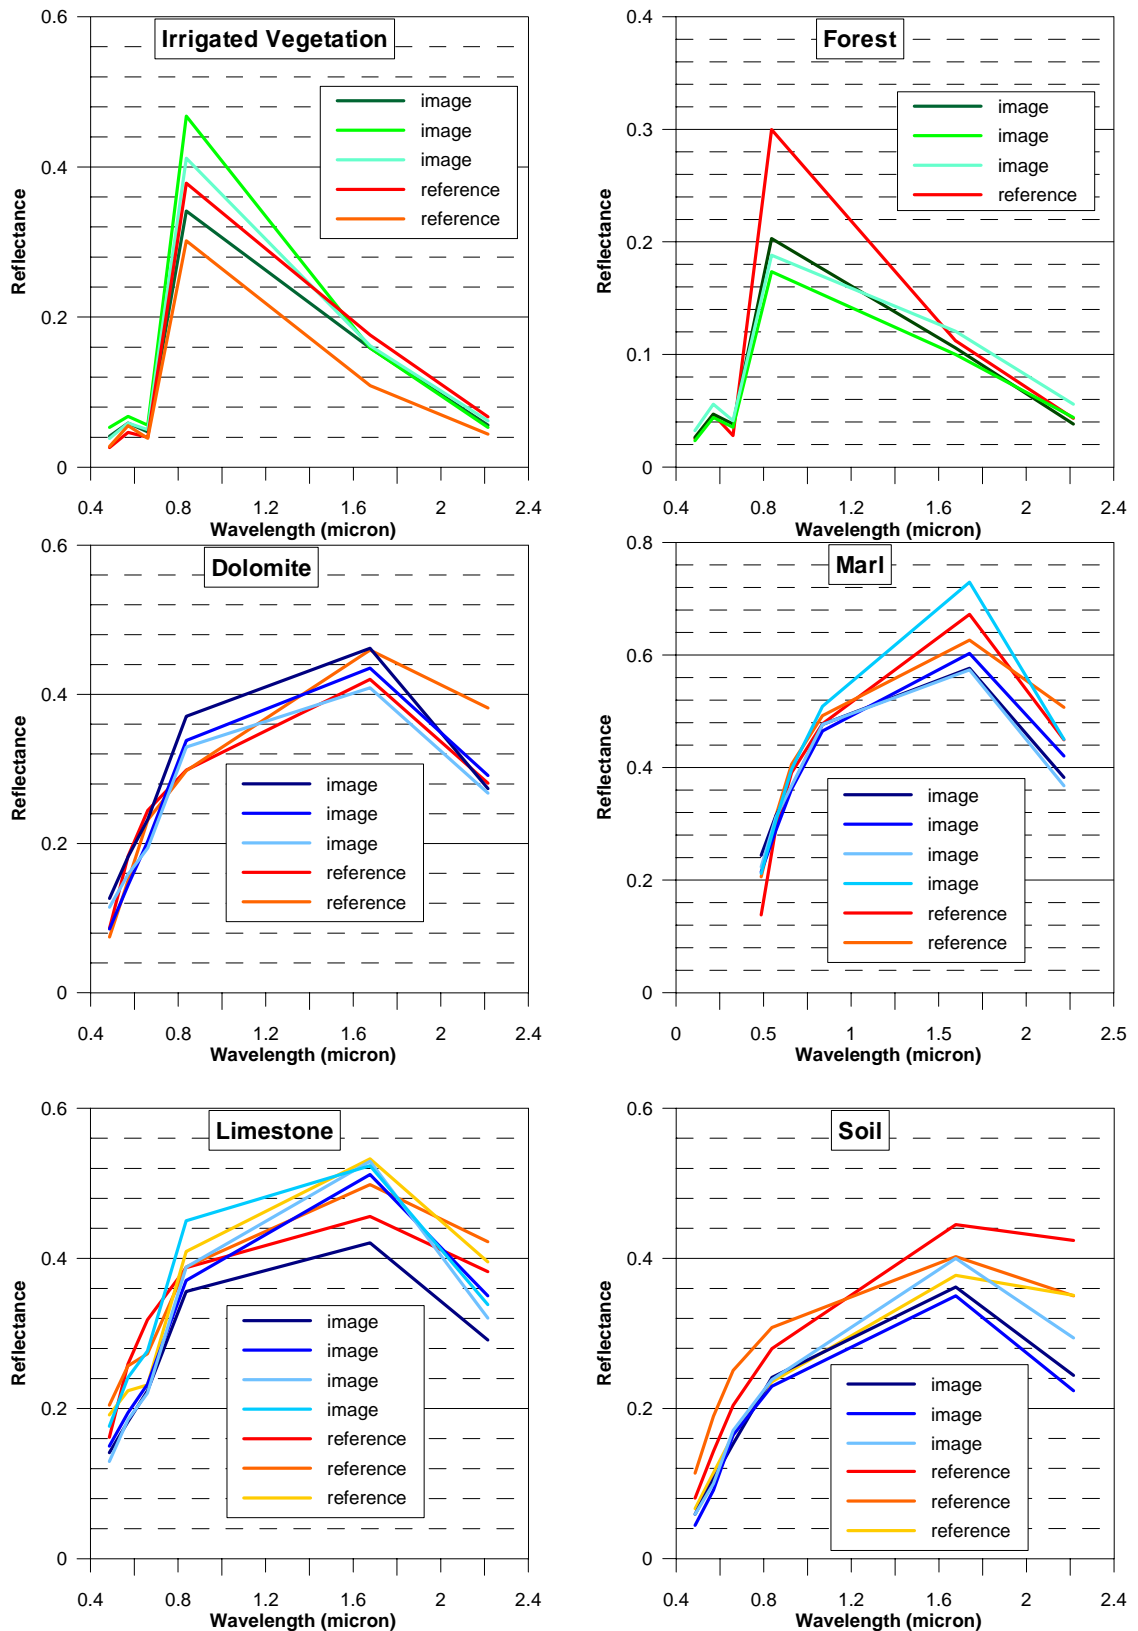 Irrigated Vegetation
0.6
0.4
0.2
0
Reflectance
image
image
image
reference
reference
0.4 0.8 1.2 1.6 2 2.4
Wavelength (micron)
Forest
0.4
0.3
0.2
0.1
0
Reflectance
image
image
image
reference
0.4 0.8 1.2 1.6 2 2.4
Wavelength (micron)
Dolomite
0.6
0.4
0.2
0
Reflectance
image
image
image
reference
reference
0.4 0.8 1.2 1.6 2 2.4
Wavelength (micron)
Marl
0.8
0.6
0.4
0.2
0
Reflectance
image
image
image
image
reference
reference
0 0.5 1 1.5 2 2.5
Wavelength (micron)
Limestone
0.6
0.4
0.2
0
Reflectance
image
image
image
image
reference
reference
reference
0.4 0.8 1.2 1.6 2 2.4
Wavelength (micron)
Soil
0.6
0.4
0.2
0
Reflectance
image
image
image
reference
reference
reference
0.4 0.8 1.2 1.6 2 2.4
Wavelength (micron)